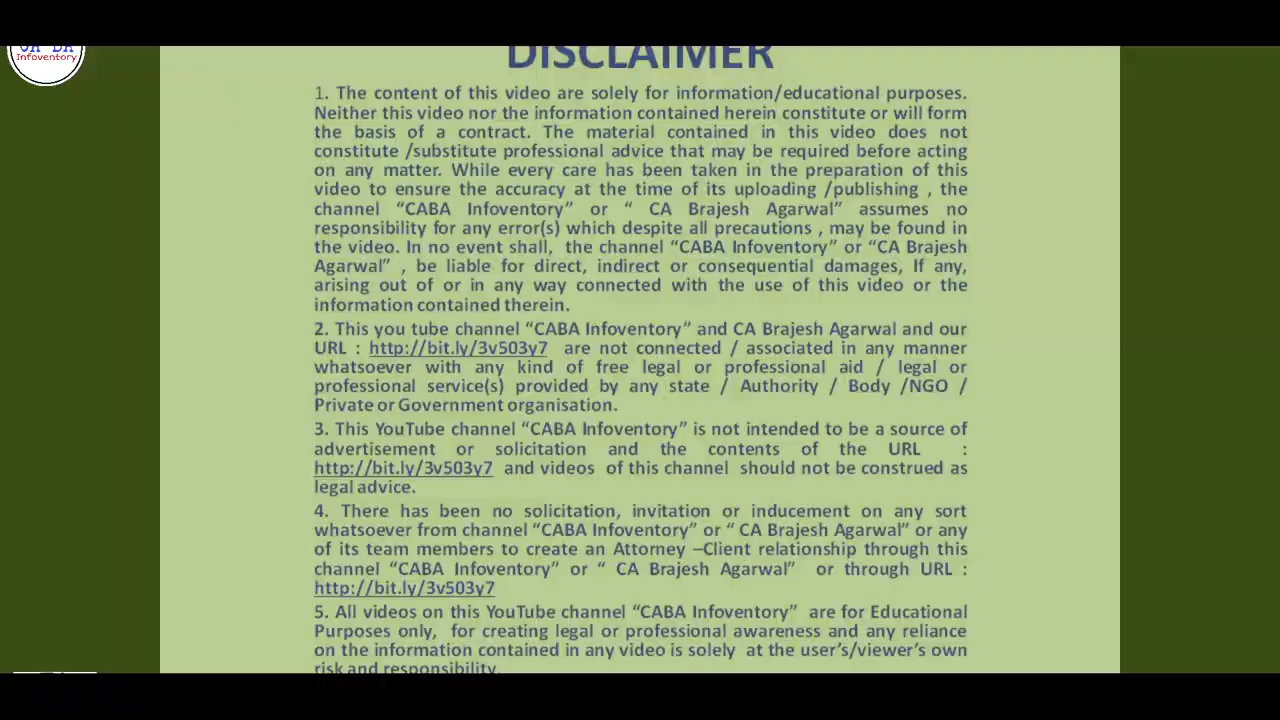 CA BA
Infoventory
DISCLAIMER
1. The content of this video are solely for information/educational purposes.
Neither this video nor the information contained herein constitute or will form
the basis of a contract. The material contained in this video does not
constitute /substitute professional advice that may be required before acting
on any matter. While every care has been taken in the preparation of this
video to ensure the accuracy at the time of its uploading /publishing , the
channel “CABA Infoventory” or “ CA Brajesh Agarwal” assumes no
responsibility for any error(s) which despite all precautions , may be found in
the video. In no event shall, the channel “CABA Infoventory” or “CA Brajesh
Agarwal” , be liable for direct, indirect or consequential damages, If any,
arising out of or in any way connected with the use of this video or the
information contained therein.
2. This you tube channel “CABA Infoventory” and CA Brajesh Agarwal and our
URL : http://bit.ly/3v503y7 are not connected / associated in any manner
whatsoever with any kind of free legal or professional aid / legal or
professional service(s) provided by any state / Authority / Body /NGO /
Private or Government organisation.
3. This YouTube channel “CABA Infoventory” is not intended to be a source of
advertisement or solicitation and the contents of the URL :
http://bit.ly/3v503y7 and videos of this channel should not be construed as
legal advice.
4. There has been no solicitation, invitation or inducement on any sort
whatsoever from channel “CABA Infoventory” or “ CA Brajesh Agarwal” or any
of its team members to create an Attorney –Client relationship through this
channel “CABA Infoventory” or “ CA Brajesh Agarwal” or through URL :
http://bit.ly/3v503y7
5. All videos on this YouTube channel “CABA Infoventory” are for Educational
Purposes only, for creating legal or professional awareness and any reliance
on the information contained in any video is solely at the user’s/viewer’s own
risk and responsibility.